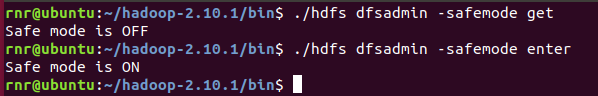 rnr@ubuntu:~/hadoop-2.10.1/bin$ ./hdfs dfsadmin -safemode get
Safe mode is OFF
rnr@ubuntu:~/hadoop-2.10.1/bin$ ./hdfs dfsadmin -safemode enter
Safe mode is ON
rnr@ubuntu:~/hadoop-2.10.1/bin$